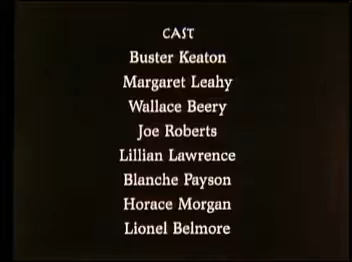 CAST
Buster Keaton
Margaret Leahy
Wallace Beery
Joe Roberts
Lillian Lawrence
Blanche Payson
Horace Morgan
Lionel Belmore